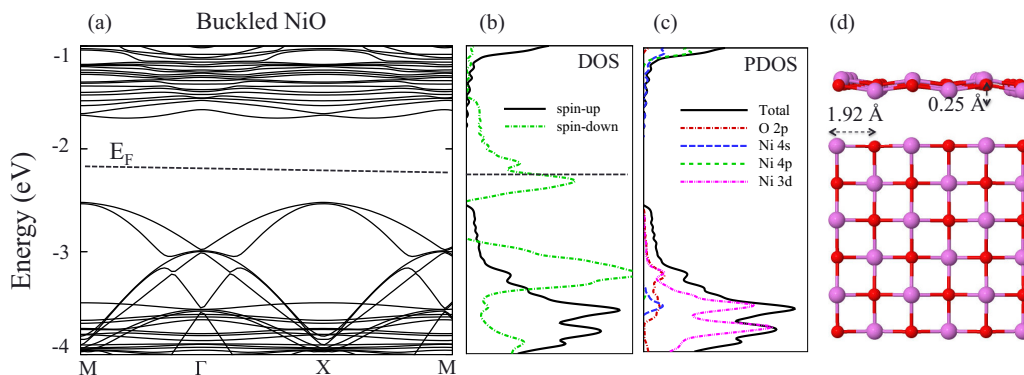 (a) Buckled NiO
Energy (eV)
-1
-2
-3
-4
E_F
M Γ X M
(b)
DOS
spin-up
spin-down
(c)
PDOS
Total
O 2p
Ni 4s
Ni 4p
Ni 3d
(d)
0.25 Å
1.92 Å